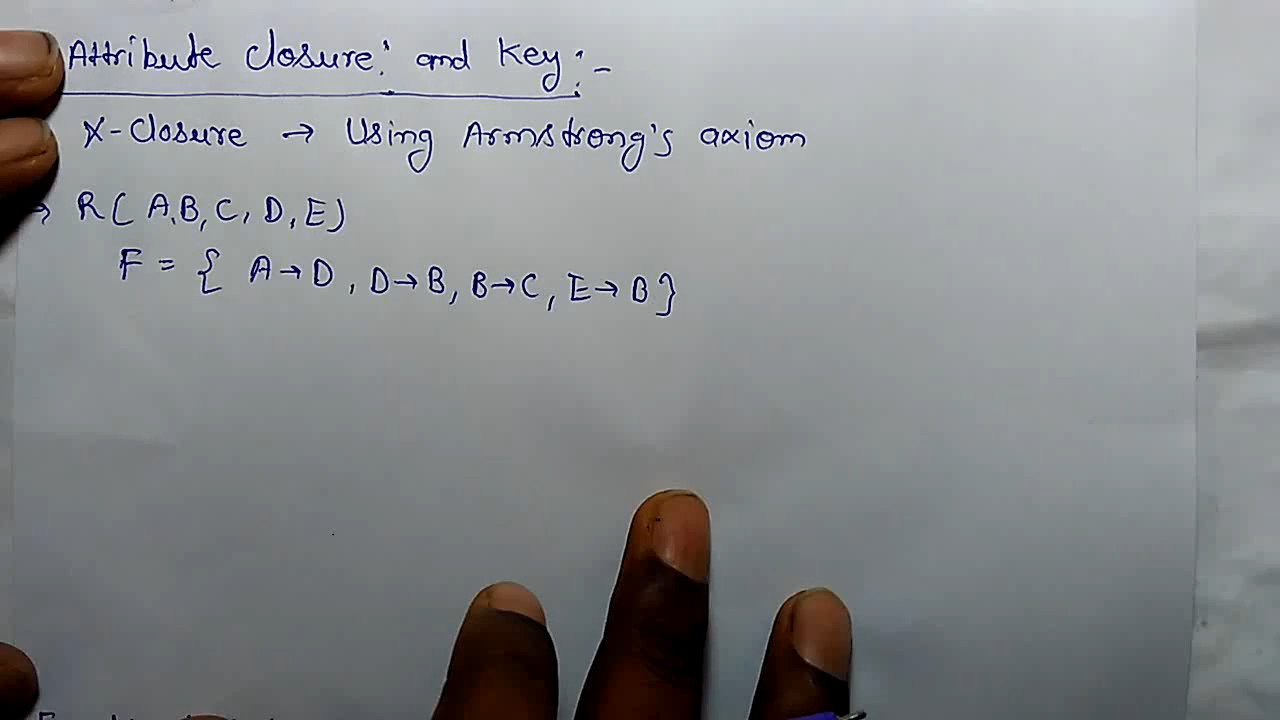 Attribute closure: and Key:-
X-closure → Using Armstrong's axiom
→ R(A,B,C,D,E)
F = { A→D, D→B, B→C, E→B}